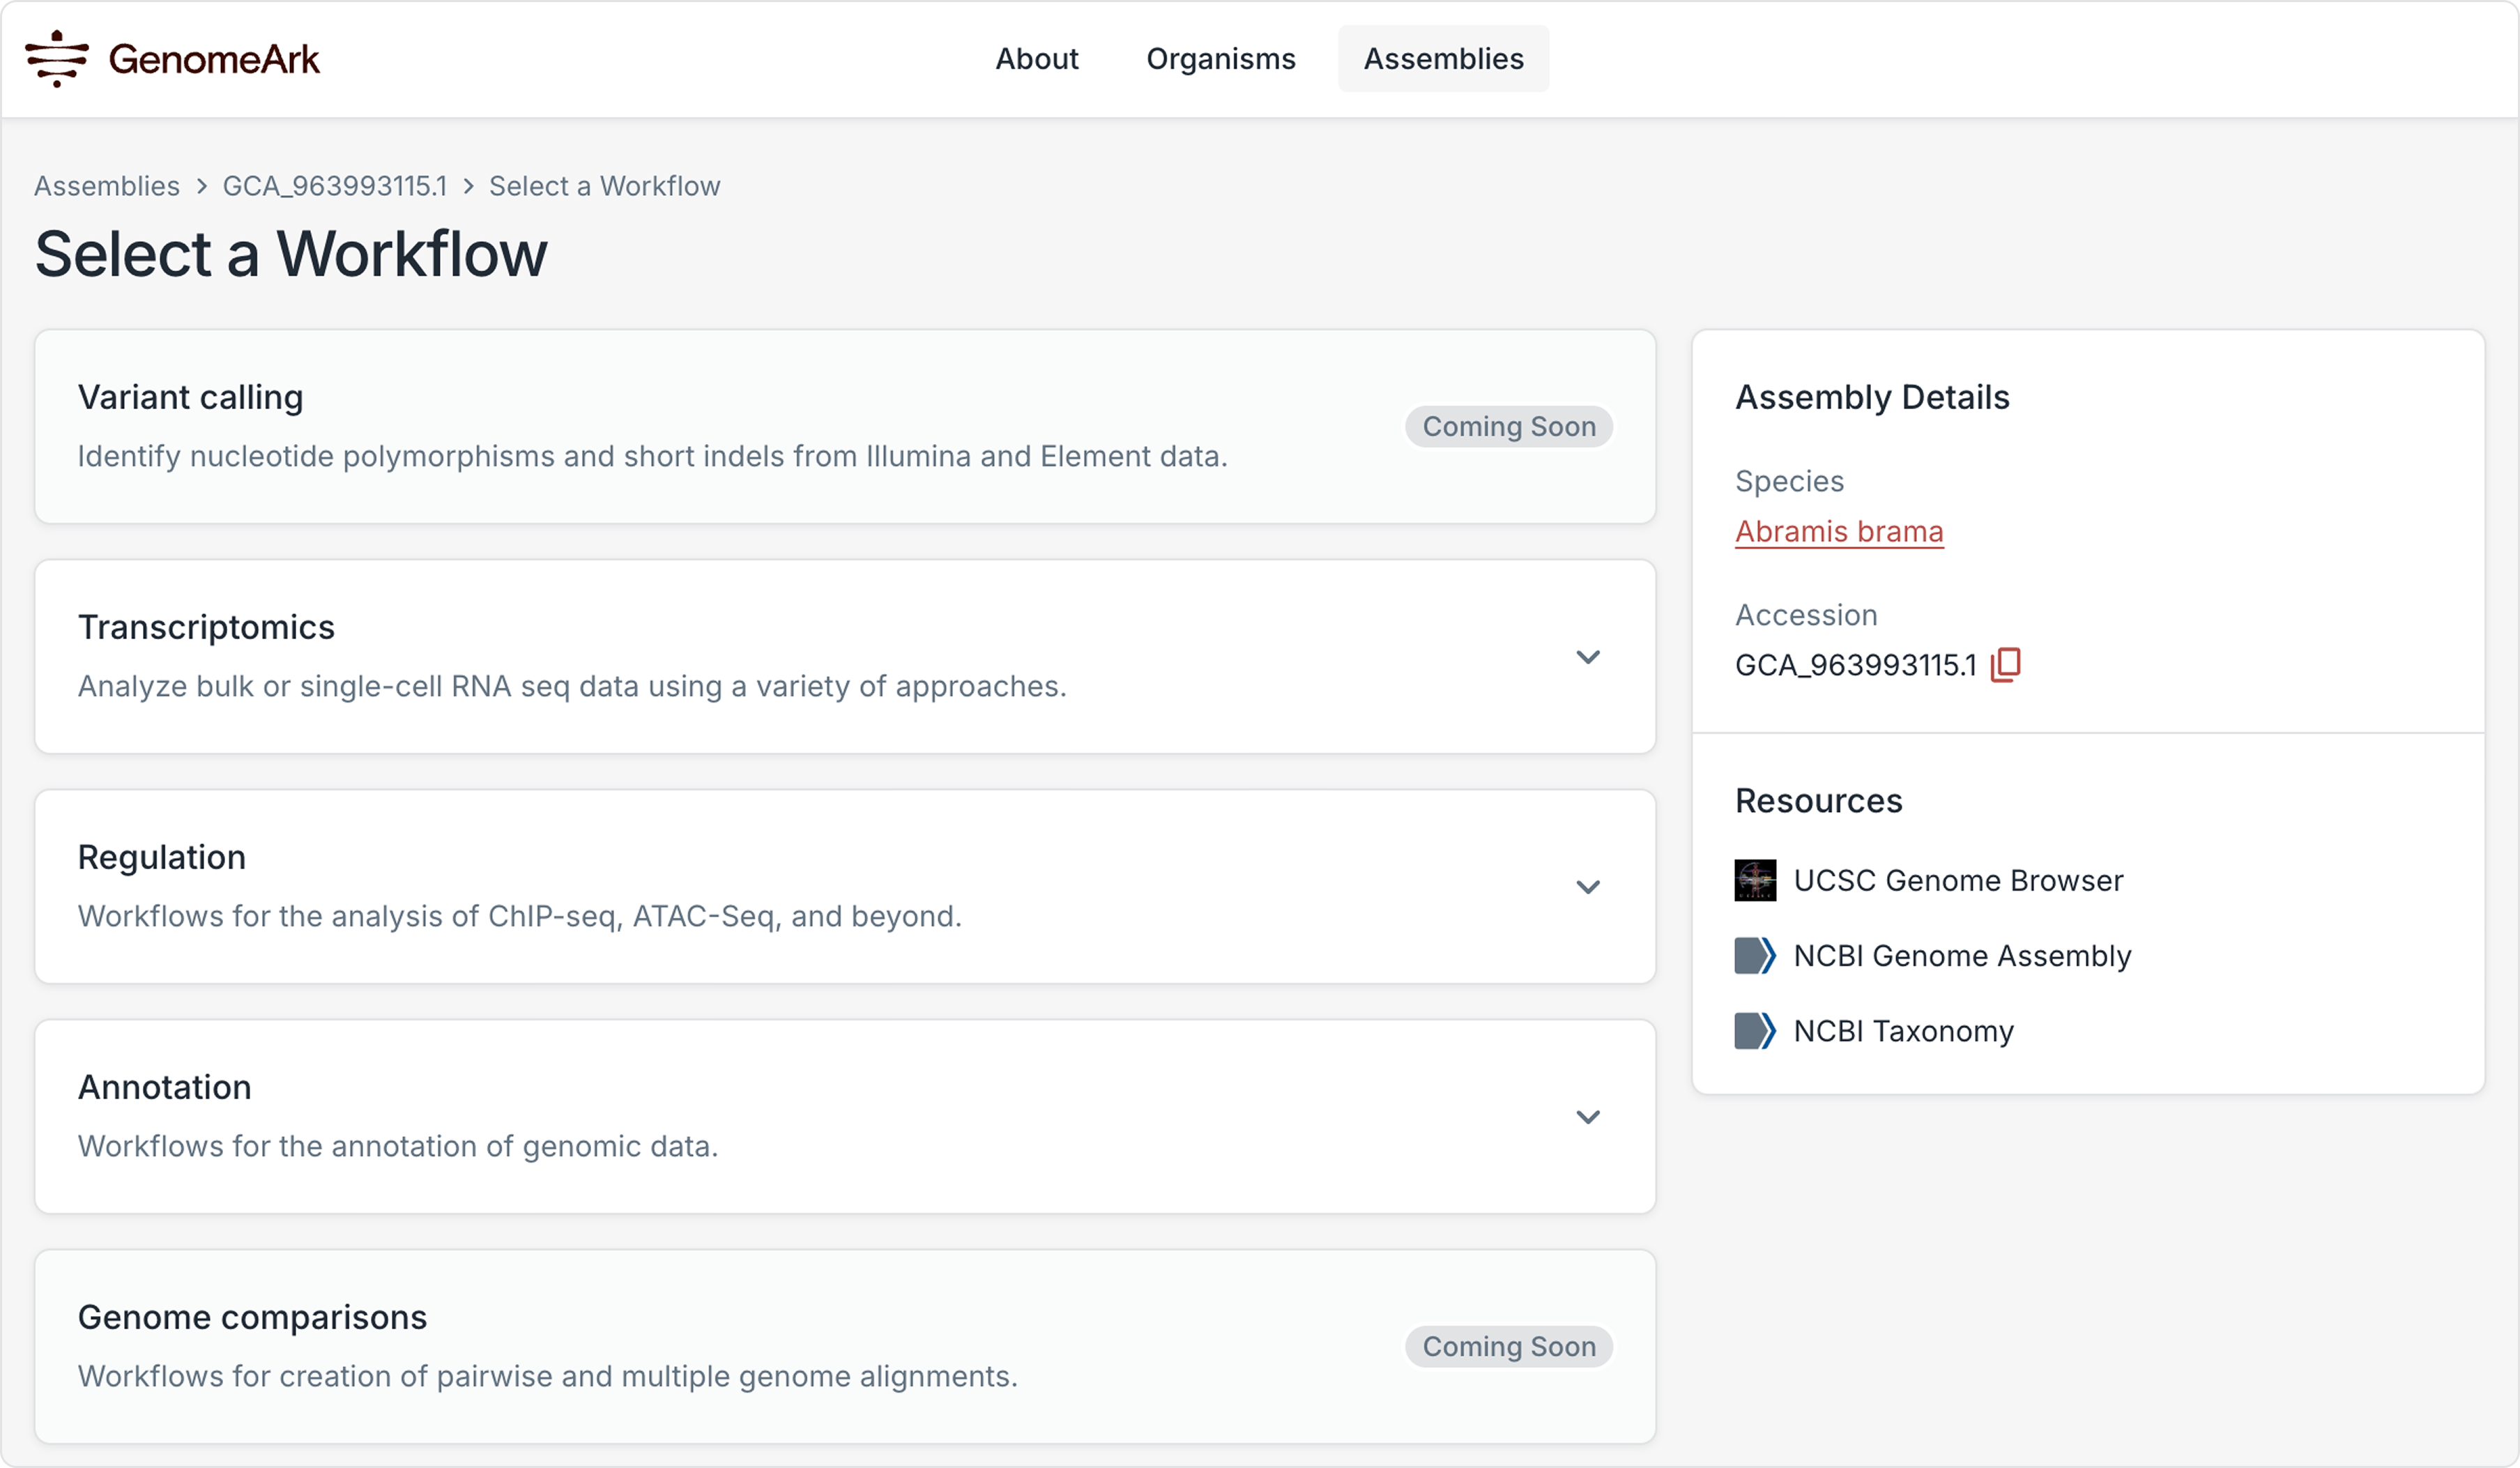 GenomeArk
About
Organisms
Assemblies
Assemblies > GCA_963993115.1 > Select a Workflow
Select a Workflow
Variant calling
Identify nucleotide polymorphisms and short indels from Illumina and Element data.
Coming Soon
Transcriptomics
Analyze bulk or single-cell RNA seq data using a variety of approaches.
Regulation
Workflows for the analysis of ChIP-seq, ATAC-Seq, and beyond.
Annotation
Workflows for the annotation of genomic data.
Genome comparisons
Workflows for creation of pairwise and multiple genome alignments.
Coming Soon
Assembly Details
Species
Abramis brama
Accession
GCA_963993115.1
Resources
UCSC Genome Browser
NCBI Genome Assembly
NCBI Taxonomy